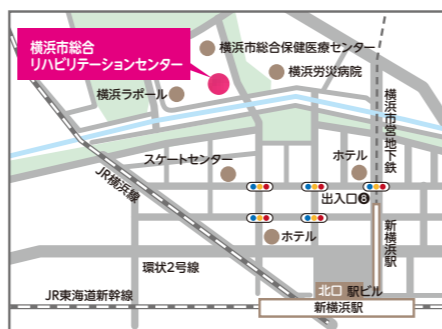 横浜市総合
リハビリテーションセンター
横浜市総合保健医療センター
横浜労災病院
横浜ラポール
横浜市営地下鉄
スケートセンター
ホテル
JR横浜線
出入口8
新横浜駅
ホテル
環状2号線
北口 駅ビル
JR東海道新幹線
新横浜駅